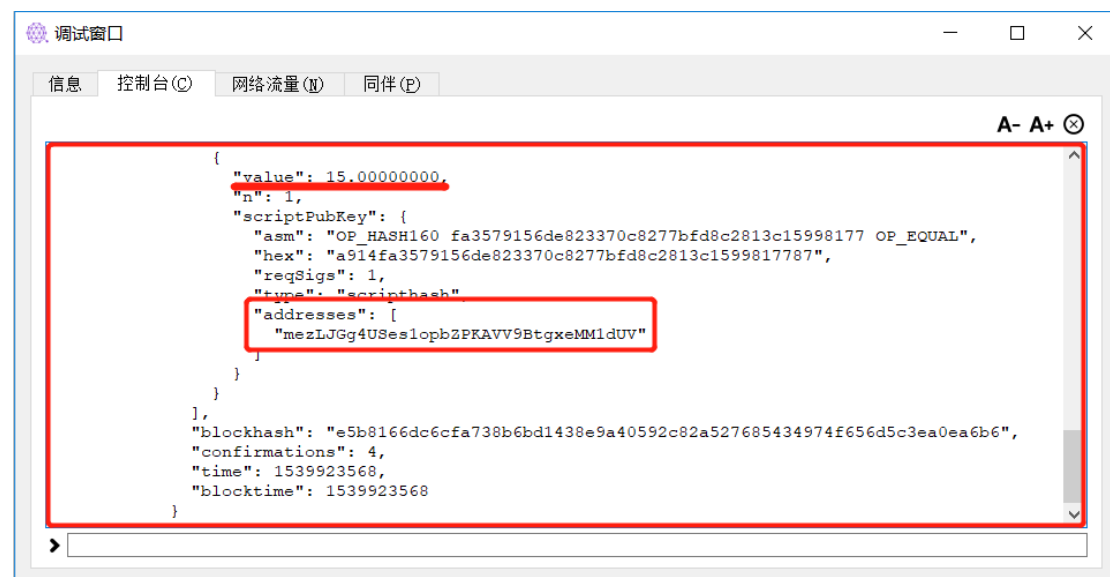 调试窗口
信息 控制台(C) 网络流量(N) 同伴(P)
A- A+
{
"value": 15.00000000,
"n": 1,
"scriptPubKey": {
"asm": "OP_HASH160 fa3579156de823370c8277bfd8c2813c15998177 OP_EQUAL",
"hex": "a914fa3579156de823370c8277bfd8c2813c1599817787",
"reqSigs": 1,
"type": "scripthash",
"addresses": [
"mezLJGg4USes1opbZPKAVV9BtgxeMM1dUV"
]
}
}
],
"blockhash": "e5b8166dc6cfa738b6bd1438e9a40592c82a527685434974f656d5c3ea0ea6b6",
"confirmations": 4,
"time": 1539923568,
"blocktime": 1539923568
}